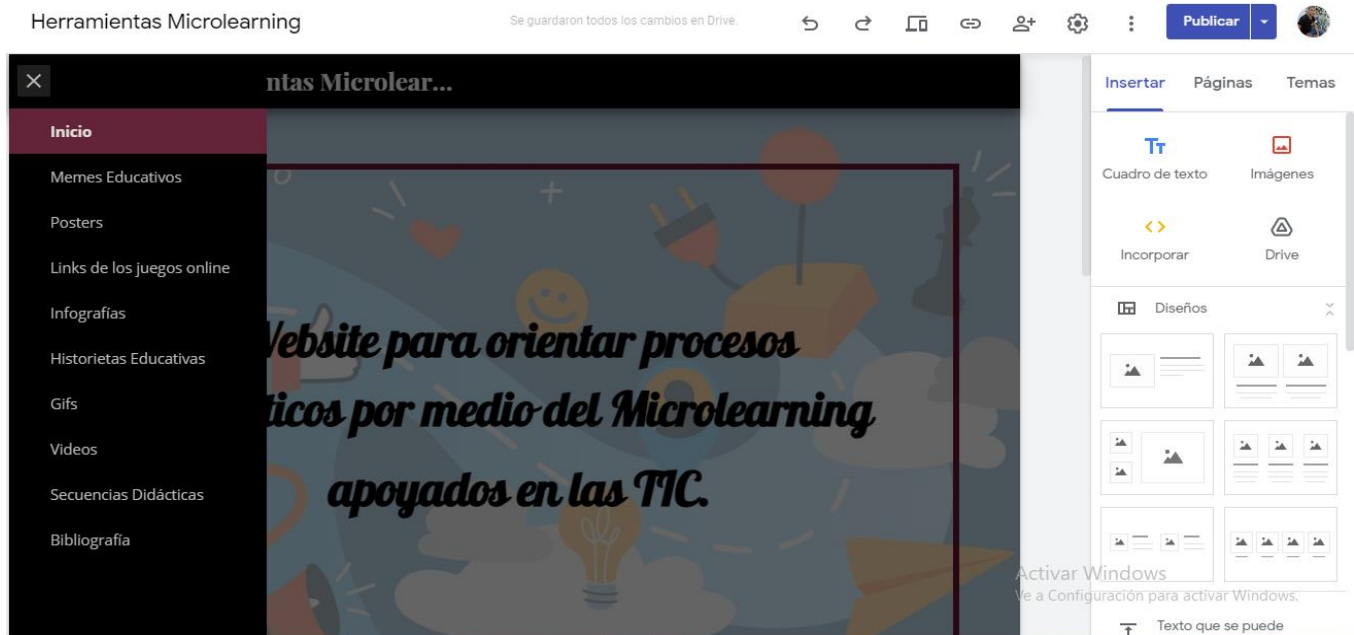 Herramientas Microlearning
Se guardaron todos los cambios en Drive.
Publicar
ntas Microlear...
Inicio
Memes Educativos
Posters
Links de los juegos online
Infografías
Historietas Educativas
Gifs
Videos
Secuencias Didácticas
Bibliografía
ebsite para orientar procesos
ticos por medio del Microlearning
apoyados en las TIC.
Insertar Páginas Temas
Cuadro de texto Imágenes
Incorporar Drive
Diseños
Activar Windows
Ve a Configuración para activar Windows.
Texto que se puede